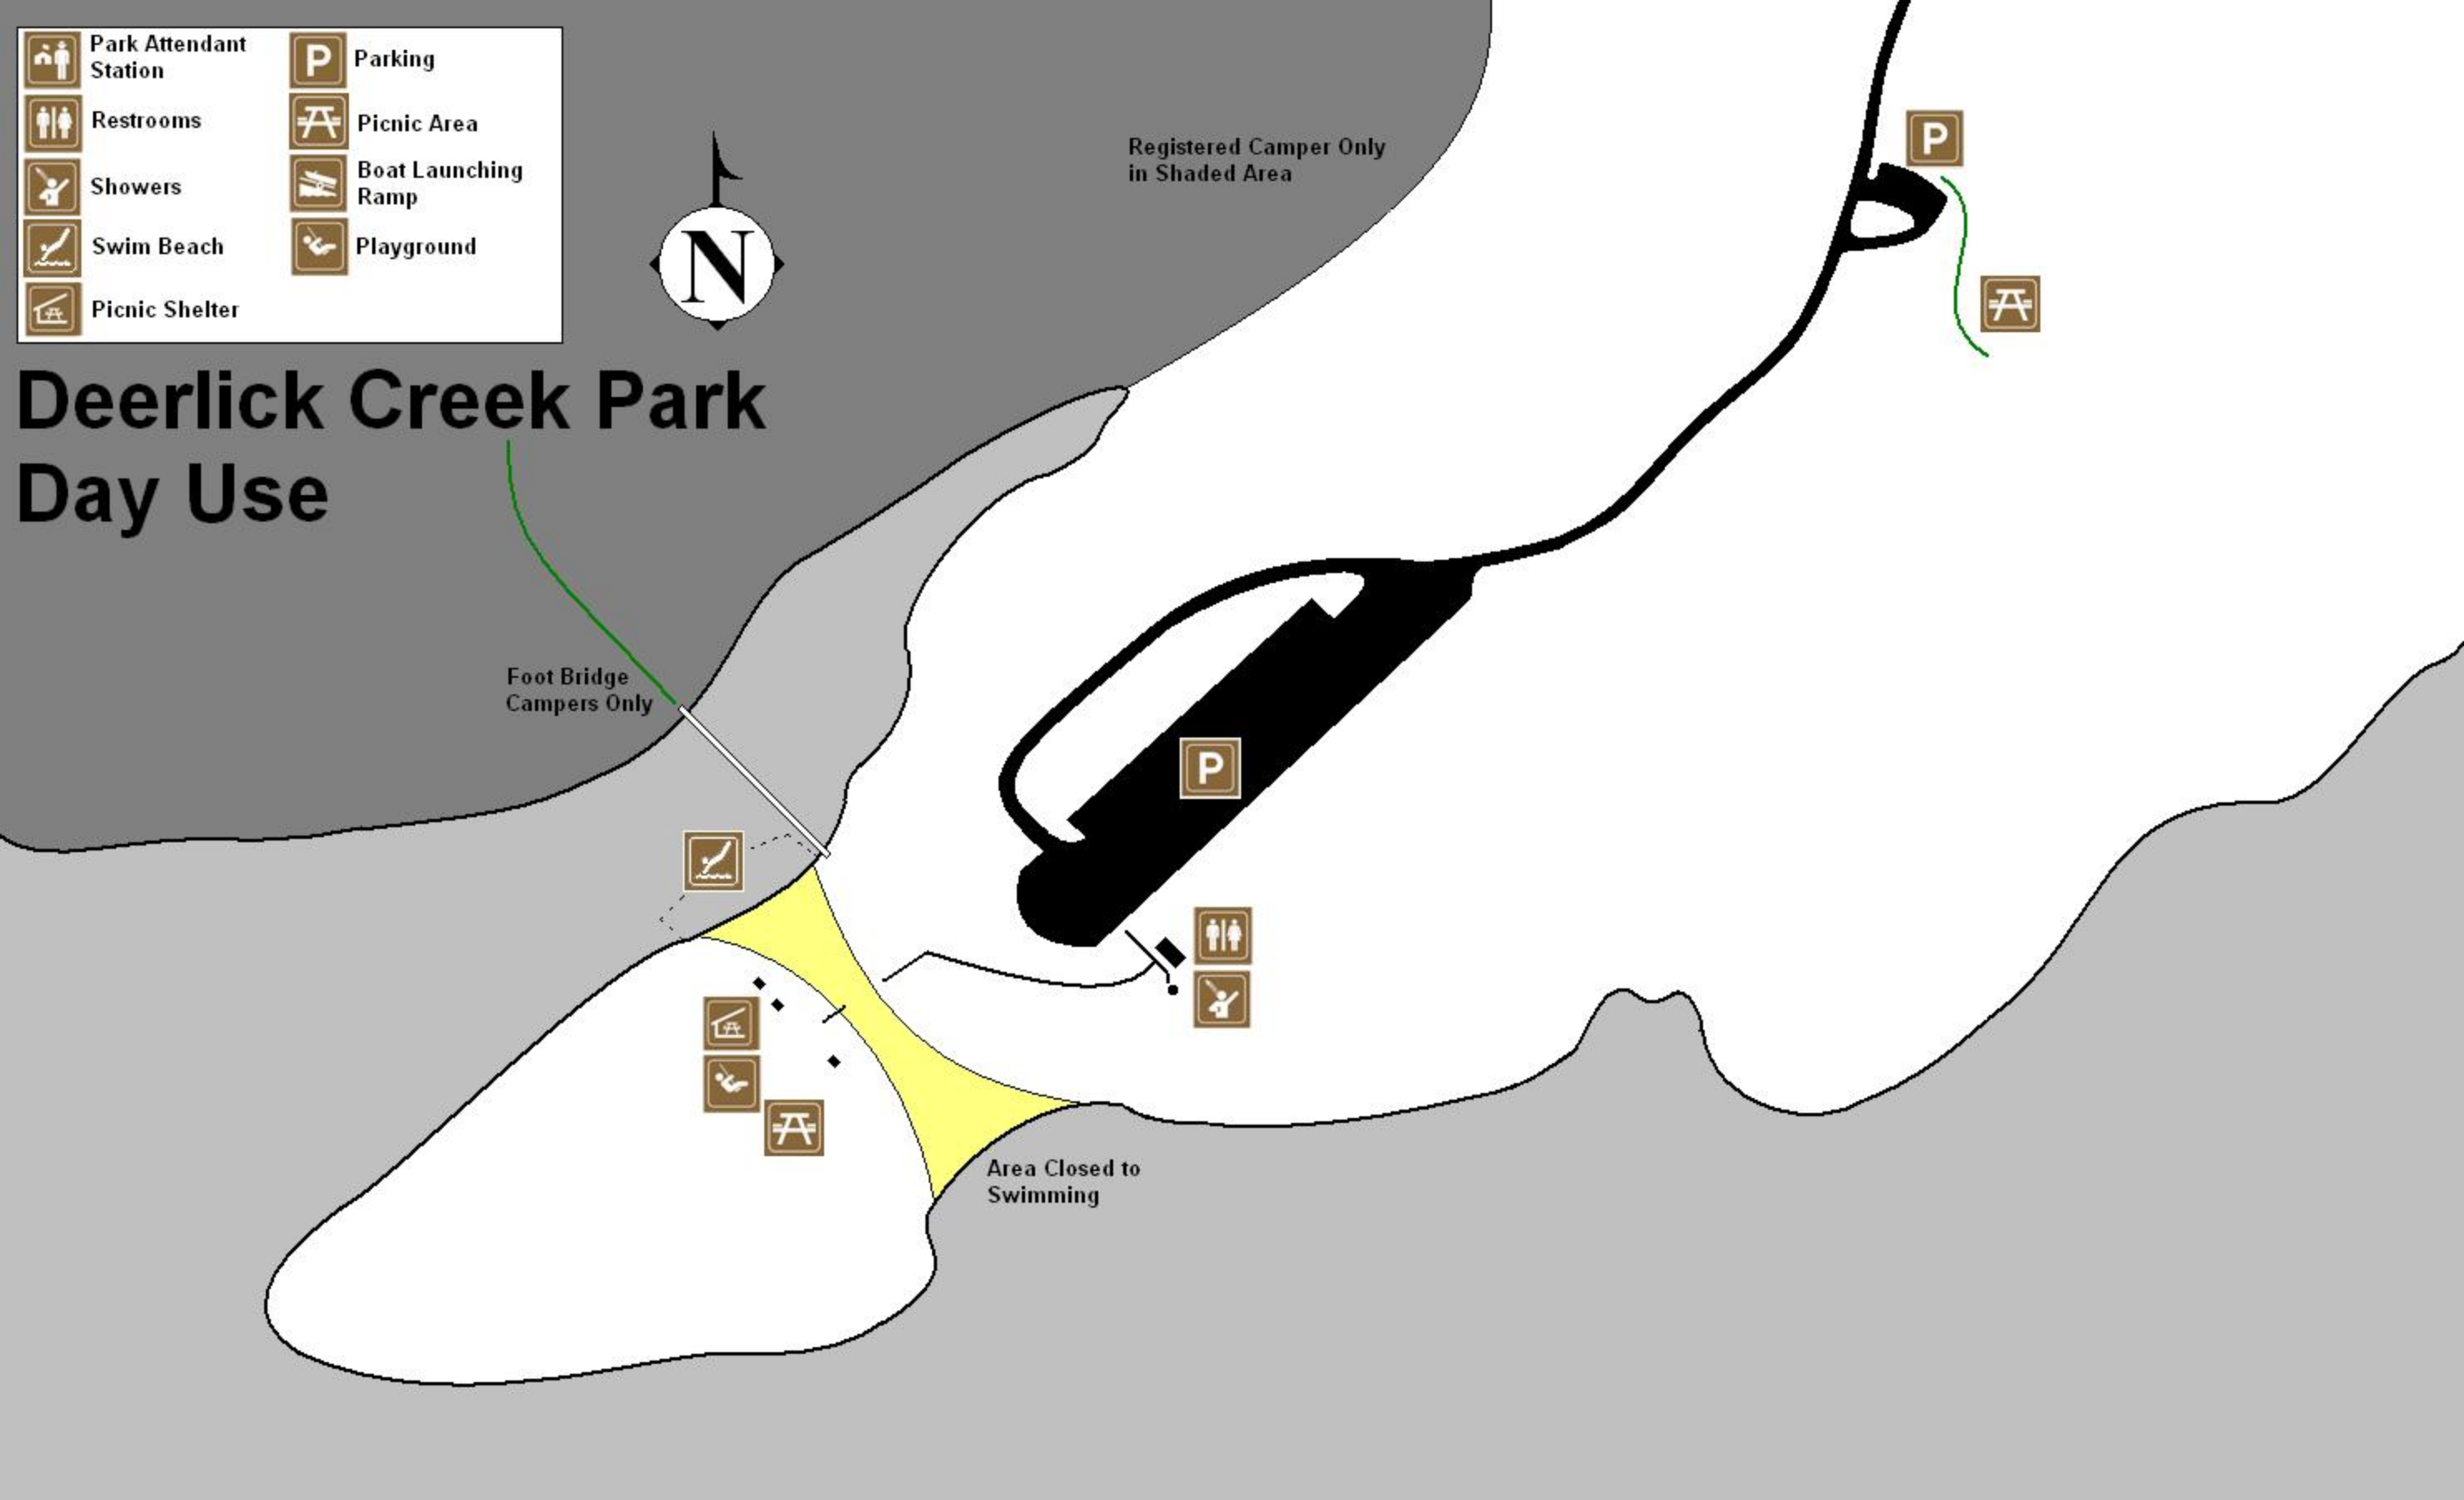 Park Attendant
Station
Restrooms
Showers
Swim Beach
Picnic Shelter
P
Parking
Picnic Area
Boat Launching
Ramp
Playground
Deerlick Creek Park
Day Use
N
Registered Camper Only
in Shaded Area
P
Foot Bridge
Campers Only
P
Area Closed to
Swimming